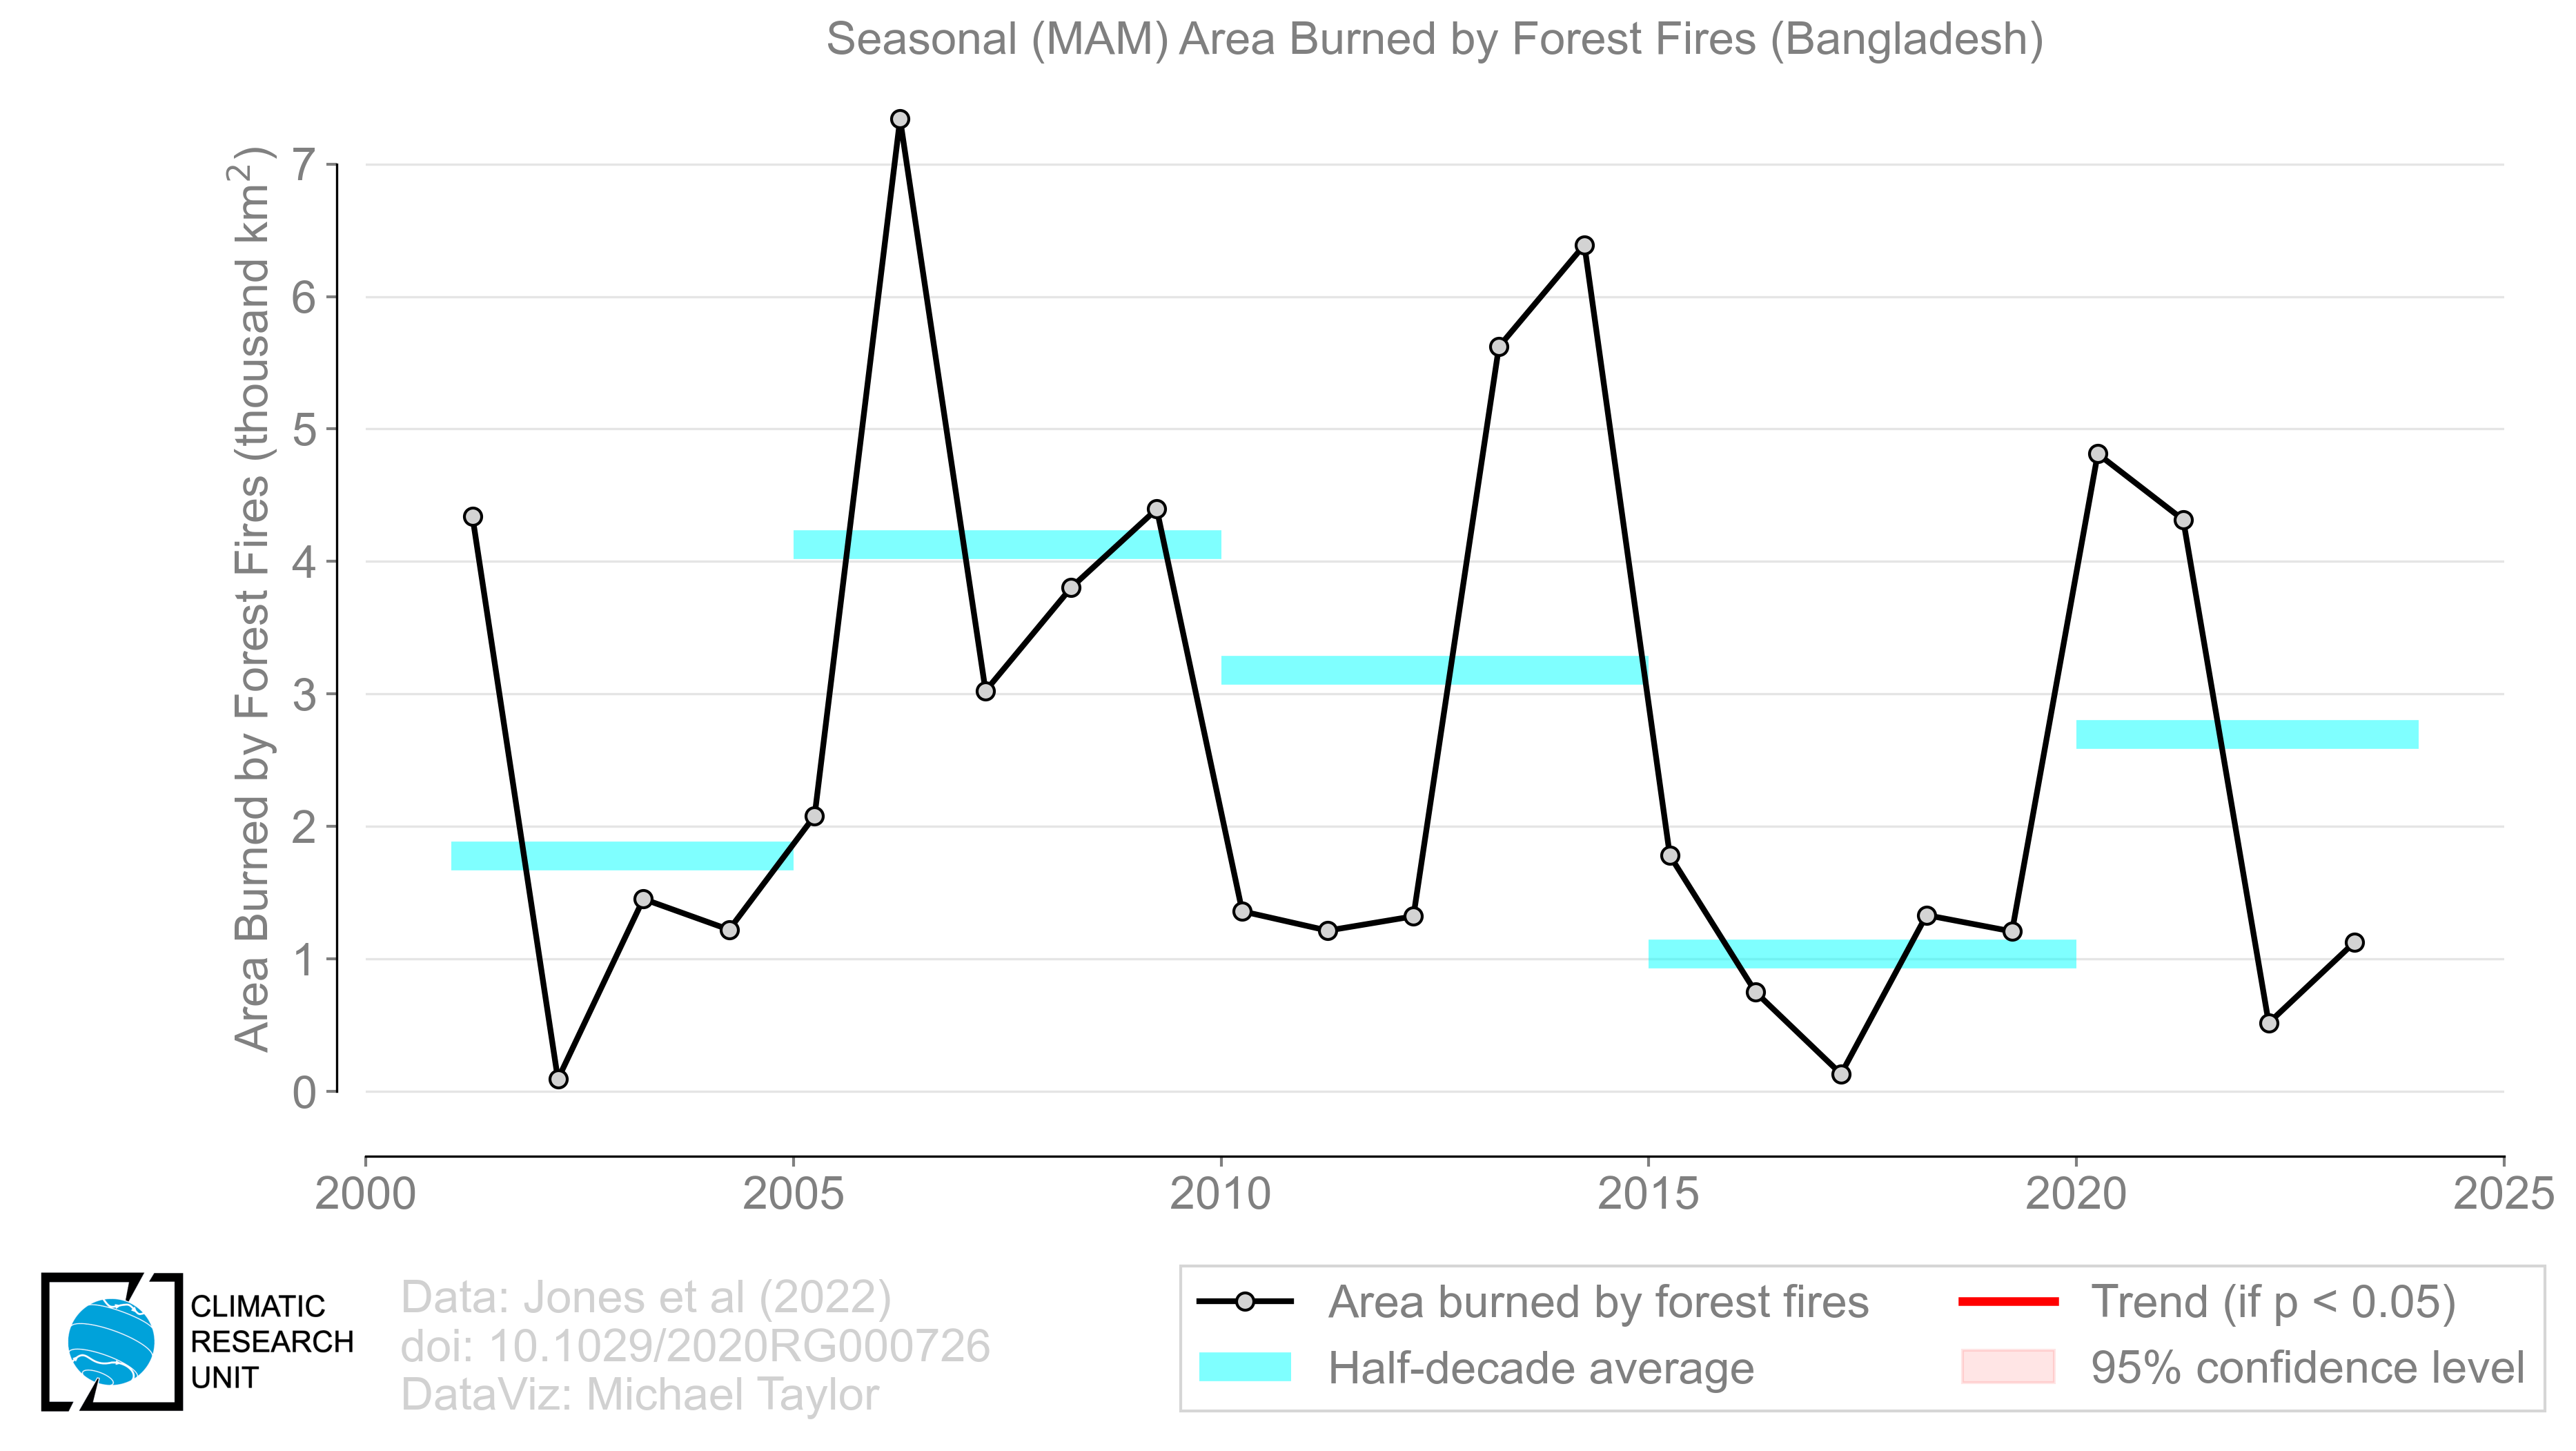 Seasonal (MAM) Area Burned by Forest Fires (Bangladesh)
Area Burned by Forest Fires (thousand km²)
7
6
5
4
3
2
1
0
2000 2005 2010 2015 2020 2025
CLIMATIC
RESEARCH
UNIT
Data: Jones et al (2022)
doi: 10.1029/2020RG000726
DataViz: Michael Taylor
Area burned by forest fires
Half-decade average
Trend (if p < 0.05)
95% confidence level